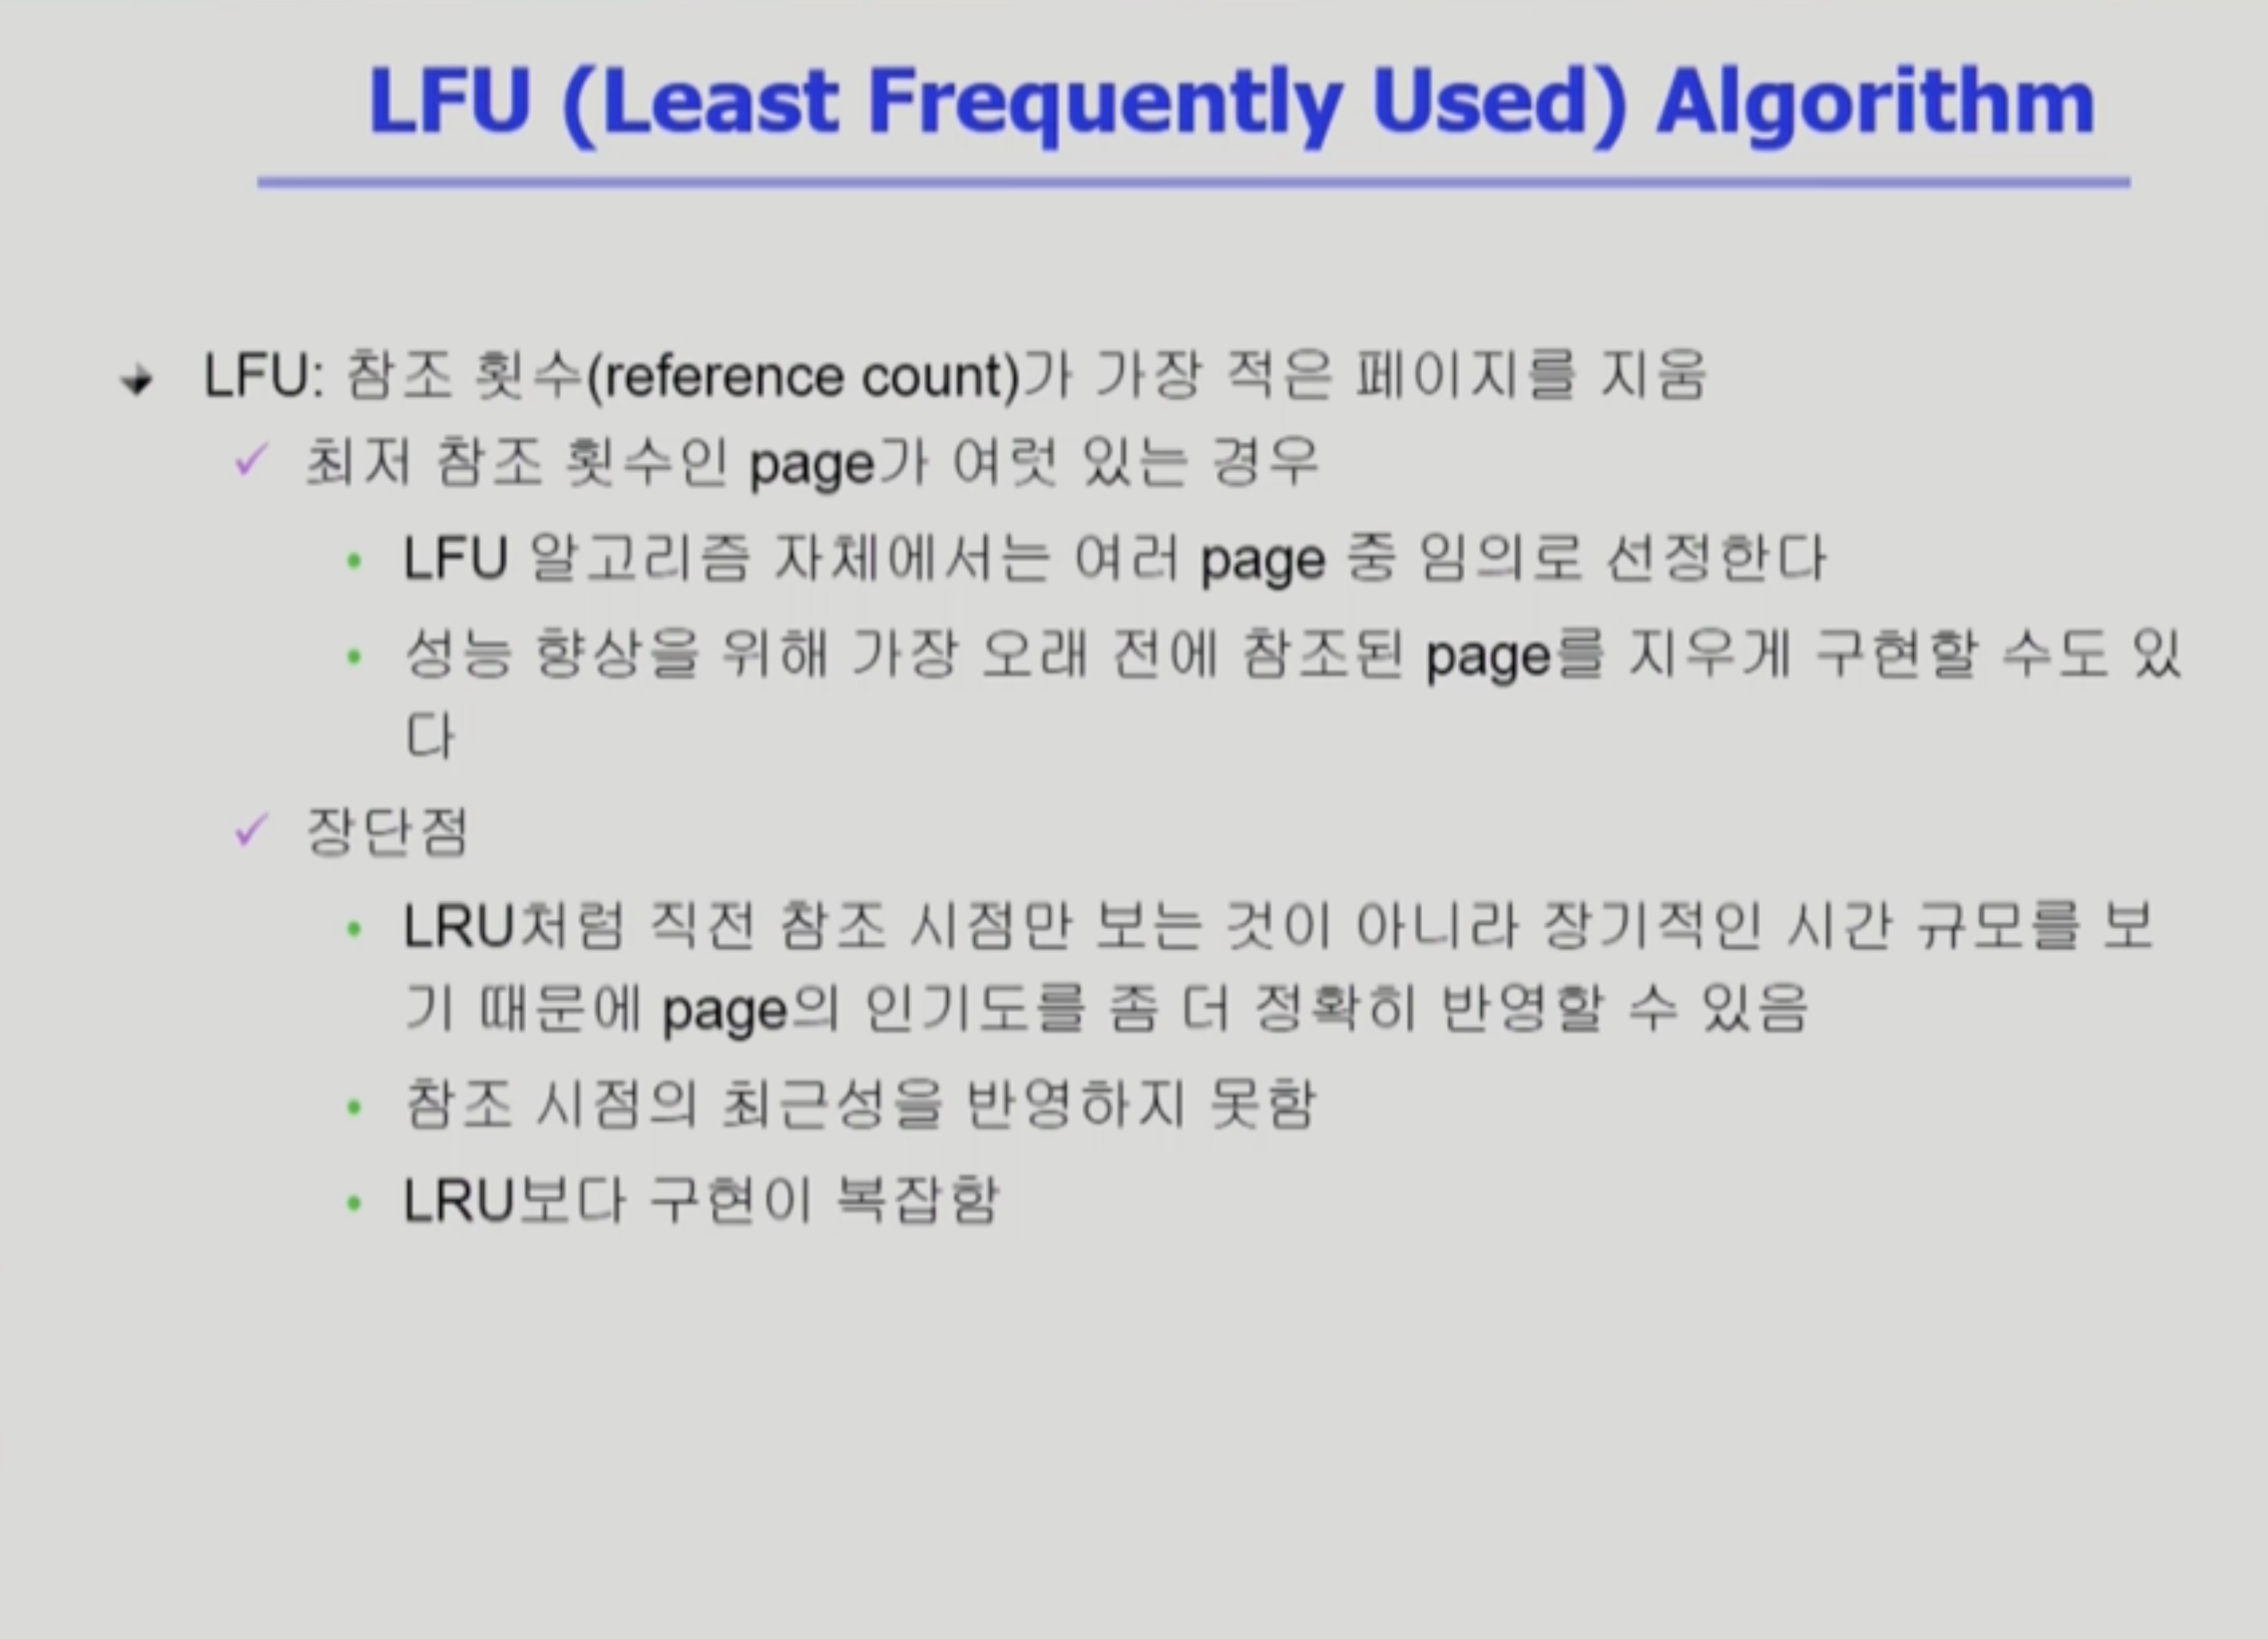 LFU (Least Frequently Used) Algorithm
LFU: 참조 횟수(reference count)가 가장 적은 페이지를 지움
최저 참조 횟수인 page가 여럿 있는 경우
LFU 알고리즘 자체에서는 여러 page 중 임의로 선정한다
성능 향상을 위해 가장 오래 전에 참조된 page를 지우게 구현할 수도 있
다
장단점
LRU처럼 직전 참조 시점만 보는 것이 아니라 장기적인 시간 규모를 보
기 때문에 page의 인기도를 좀 더 정확히 반영할 수 있음
참조 시점의 최근성을 반영하지 못함
LRU보다 구현이 복잡함